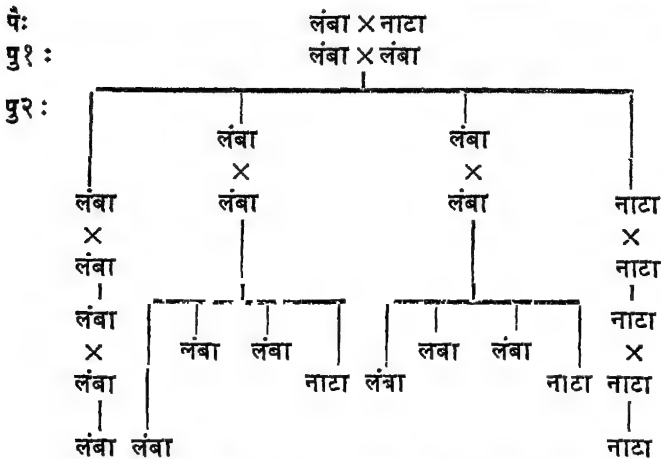 पै: लंबा × नाटा
पु१ : लंबा × लंबा
पु२ :
लंबा लंबा
× ×
लंबा लंबा लंबा नाटा
× ×
लंबा नाटा
लंबा नाटा
× लंबा लंबा लबा लंबा ×
लंबा नाटा लंबा नाटा नाटा
लंबा लंबा नाटा